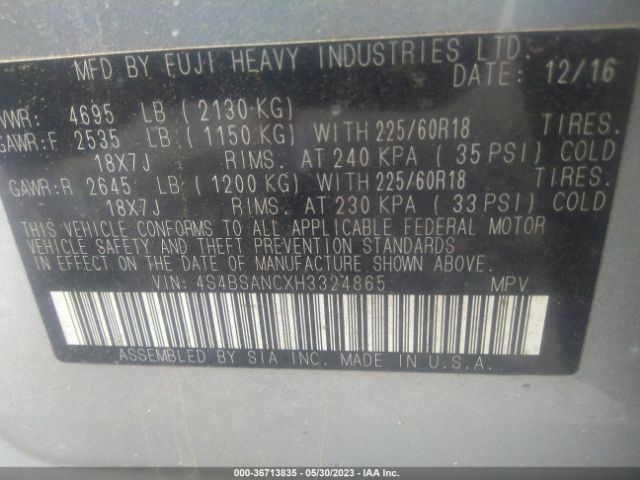 MFD BY FUJI HEAVY INDUSTRIES LTD.
DATE: 12/16
VWR: 4695 LB (2130 KG)
GAWR:F 2535 LB (1150 KG) WITH 225/60R18 TIRES.
18X7J RIMS. AT 240 KPA (35 PSI) COLD
GAWR:R 2645 LB (1200 KG) WITH 225/60R18 TIRES.
18X7J RIMS. AT 230 KPA (33 PSI) COLD
THIS VEHICLE CONFORMS TO ALL APPLICABLE FEDERAL MOTOR
VEHICLE SAFETY AND THEFT PREVENTION STANDARDS
IN EFFECT ON THE DATE OF MANUFACTURE SHOWN ABOVE.
VIN: 4S4BSANCXH3324865 MPV
ASSEMBLED BY SIA INC. MADE IN U.S.A.
000-36713835 - 05/30/2023 - IAA Inc.